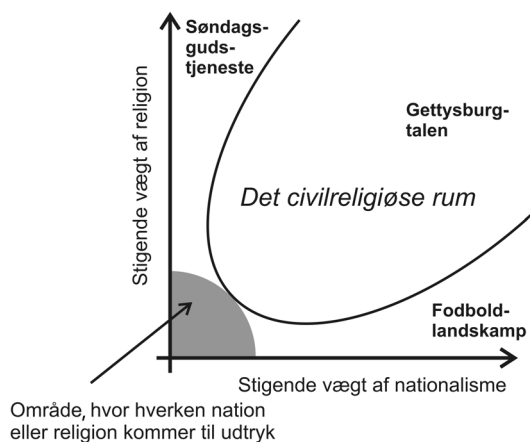 Søndags-
guds-
tjeneste
Gettysburg-
talen
Stigende vægt af religion
Det civilreligiøse rum
Fodbold-
landskamp
Stigende vægt af nationalisme
Område, hvor hverken nation
eller religion kommer til udtryk